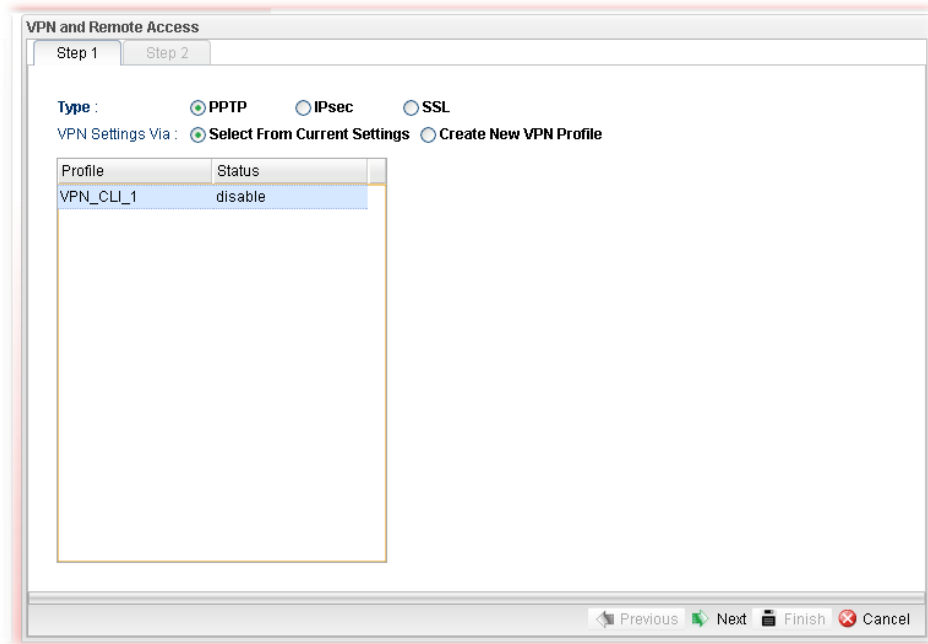 VPN and Remote Access
Step 1 Step 2
Type : PPTP IPsec SSL
VPN Settings Via : Select From Current Settings Create New VPN Profile
Profile Status
VPN_CLI_1 disable
Previous Next Finish Cancel